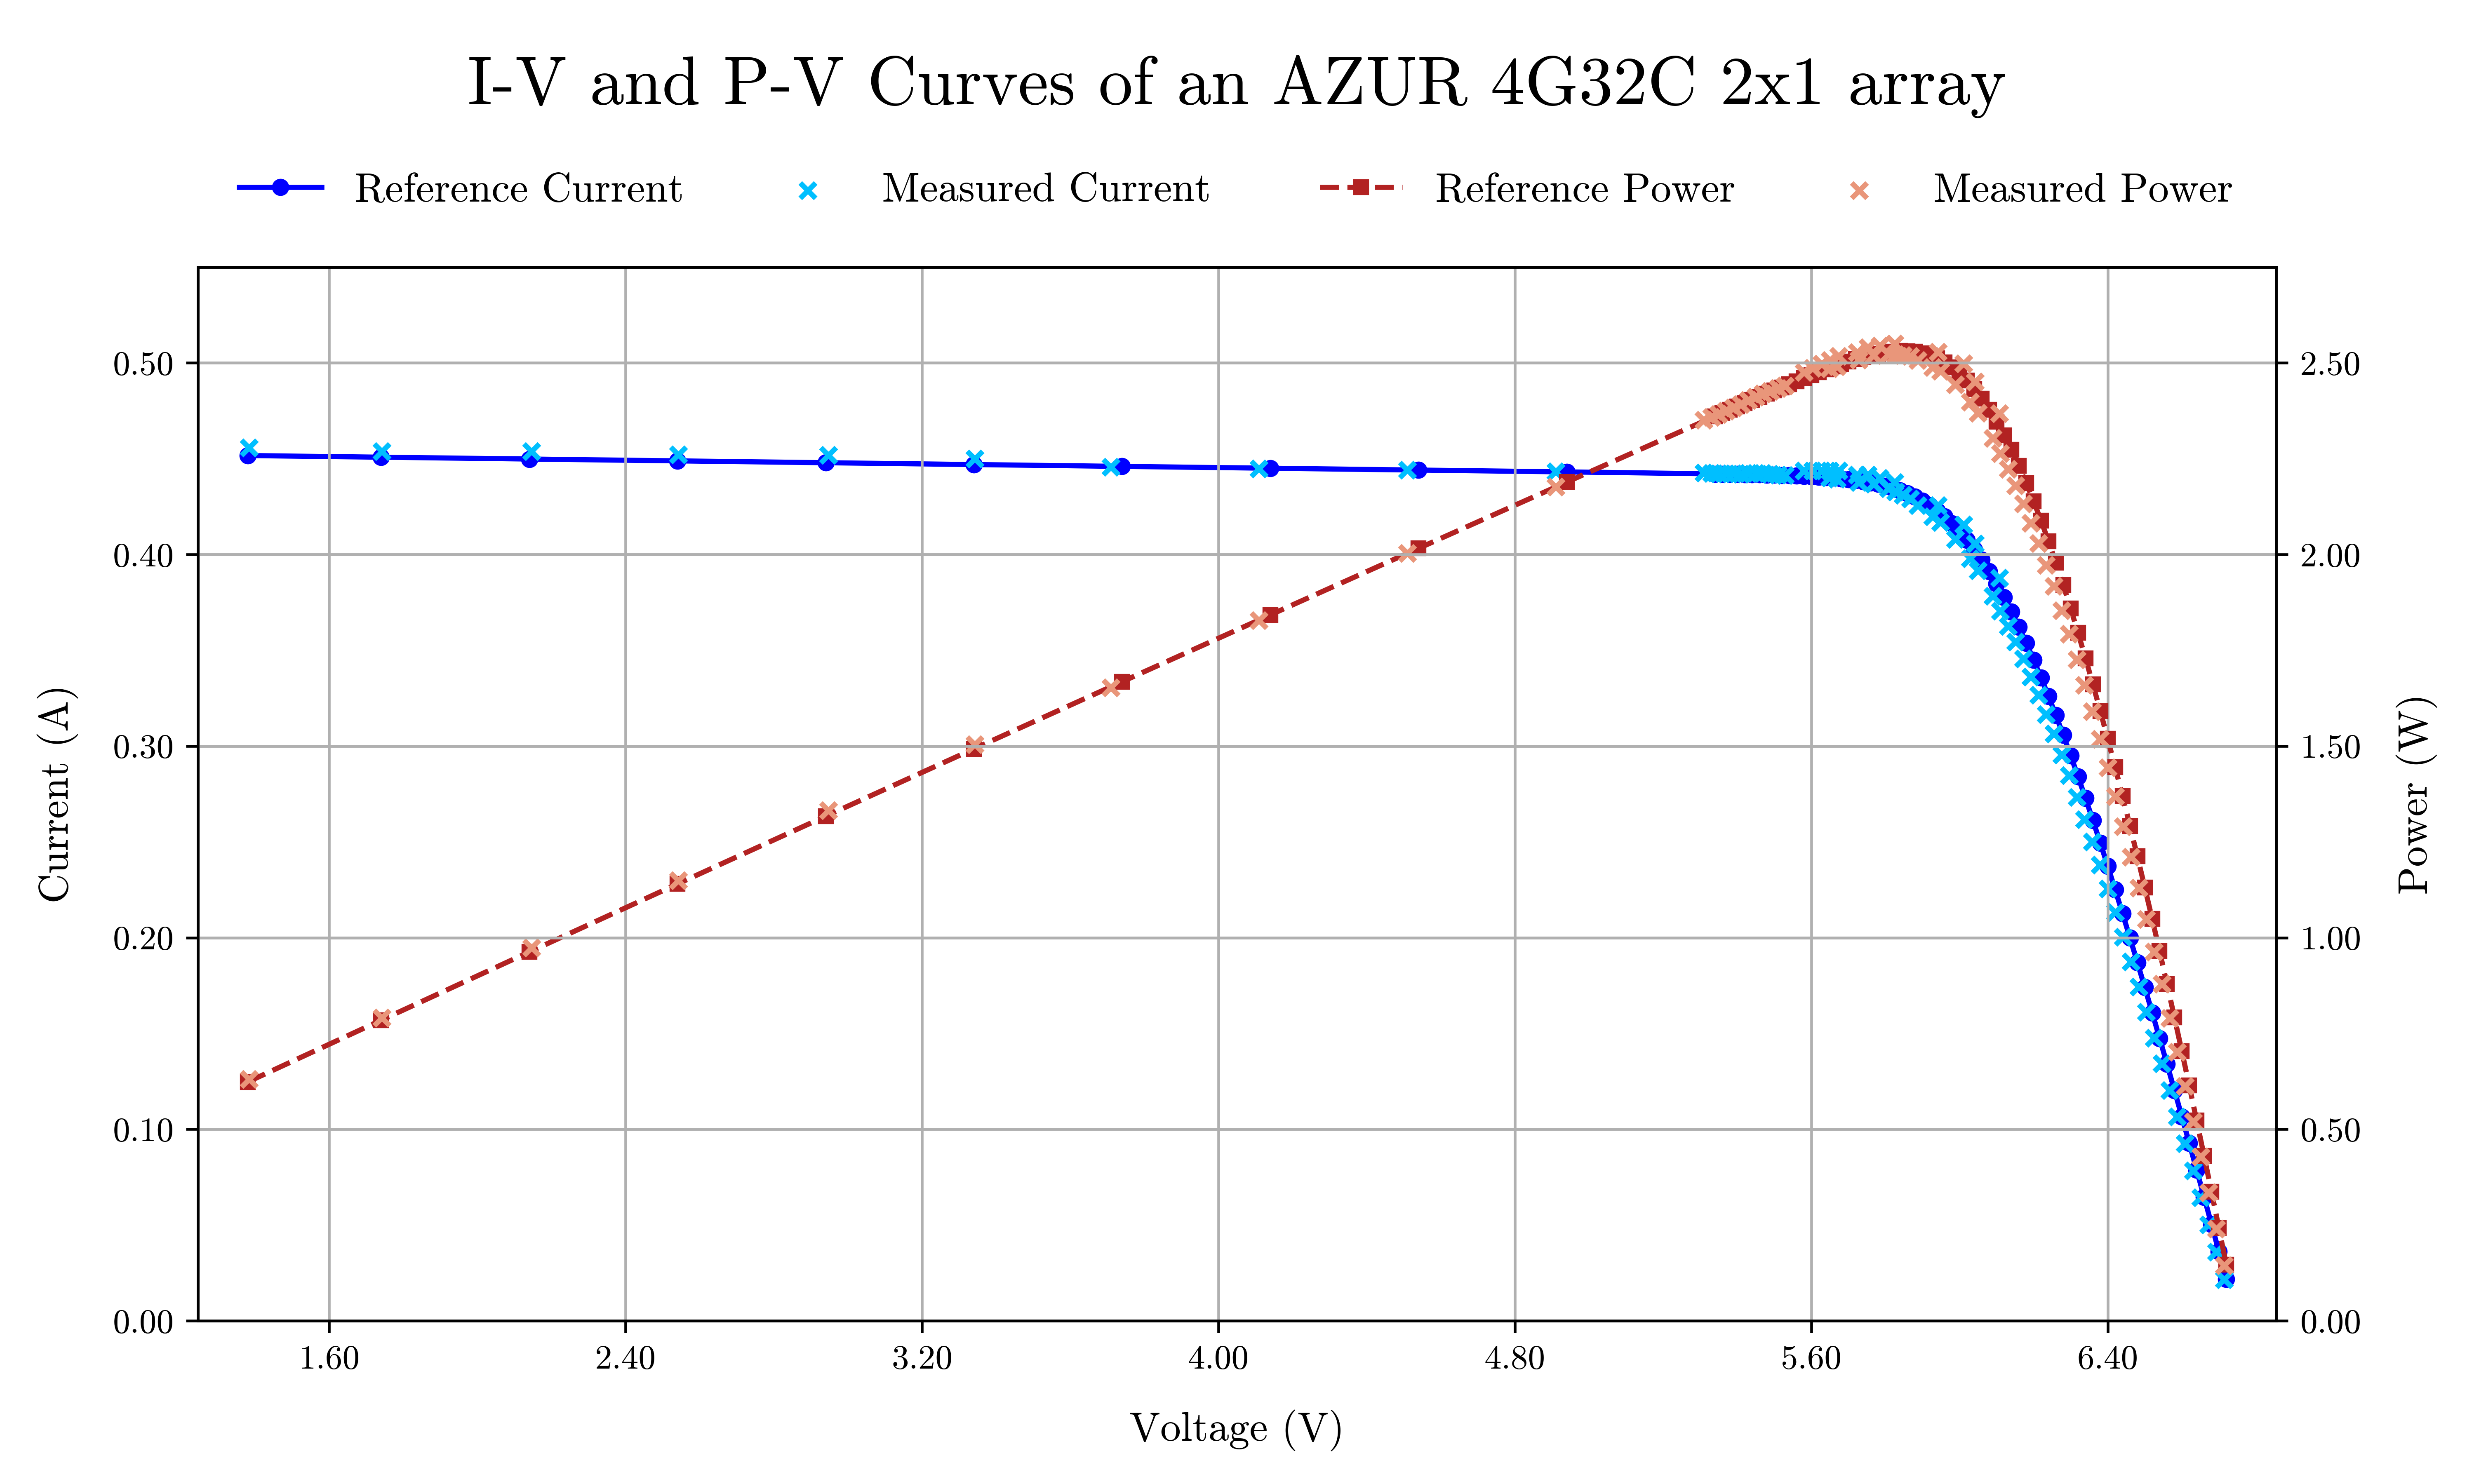 I-V and P-V Curves of an AZUR 4G32C 2x1 array
Reference Current Measured Current Reference Power Measured Power
0.50
0.40
0.30
0.20
0.10
0.00
Current (A)
2.50
2.00
1.50
1.00
0.50
0.00
Power (W)
1.60 2.40 3.20 4.00 4.80 5.60 6.40
Voltage (V)